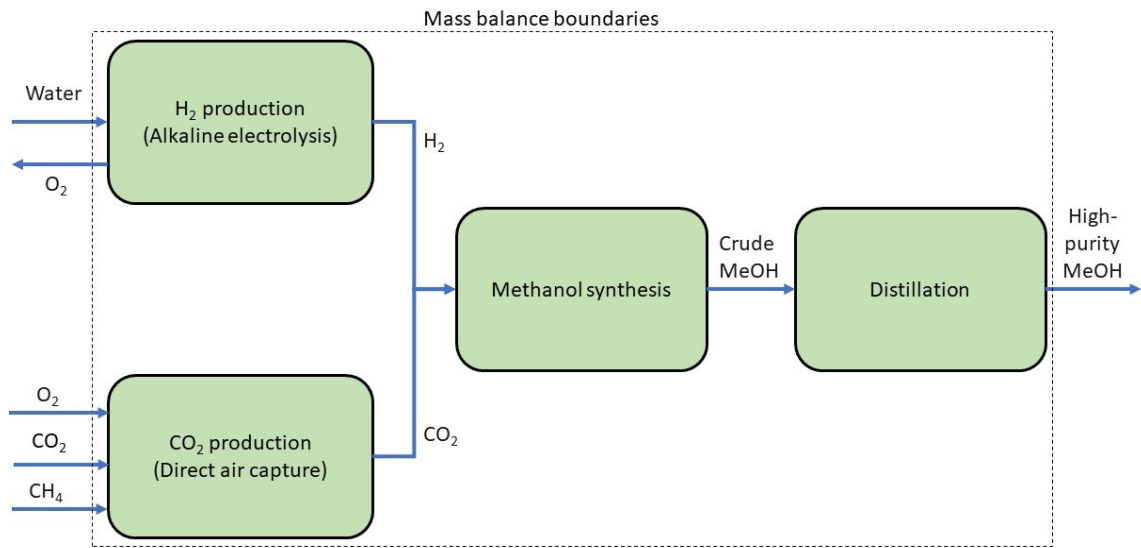 Mass balance boundaries
Water
O₂
H₂ production
(Alkaline electrolysis)
H₂
O₂
CO₂
CH₄
CO₂ production
(Direct air capture)
CO₂
Methanol synthesis
Crude
MeOH
Distillation
High-
purity
MeOH